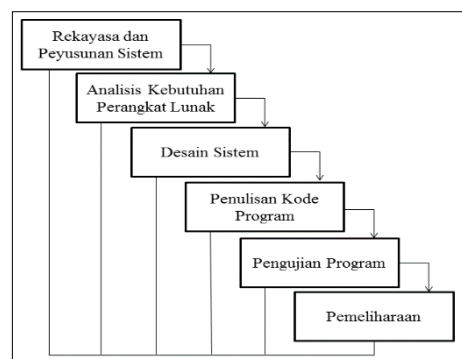 Rekayasa dan
Peyusunan Sistem
Analisis Kebutuhan
Perangkat Lunak
Desain Sistem
Penulisan Kode
Program
Pengujian Program
Pemeliharaan